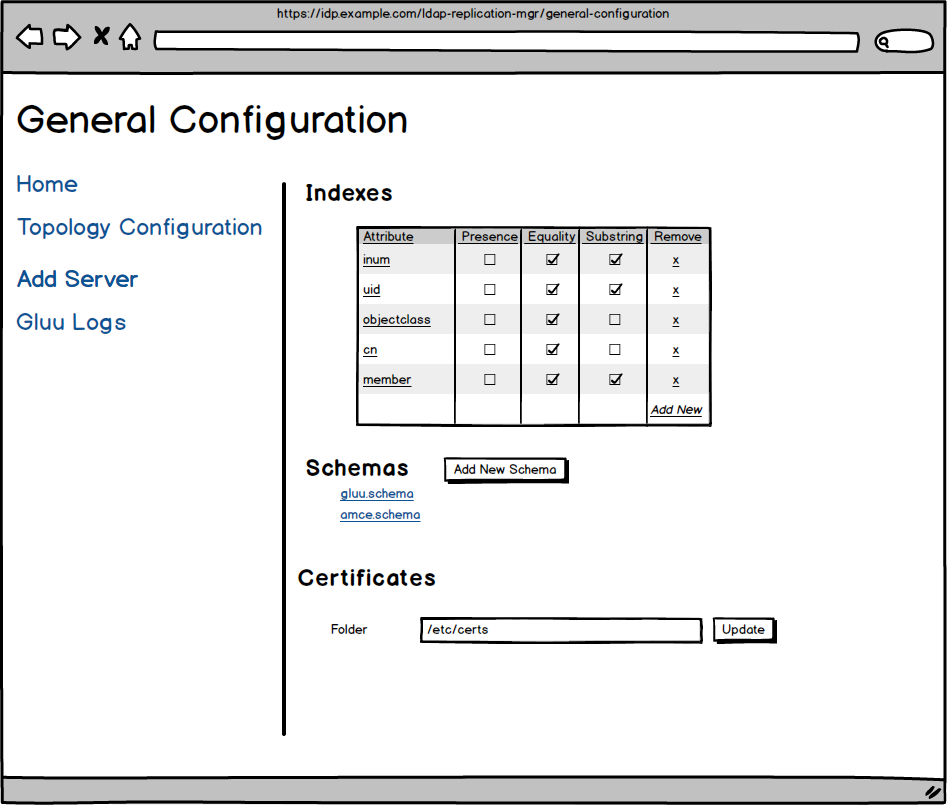 https://idp.example.com/ldap-replication-mgr/general-configuration
General Configuration
Home
Topology Configuration
Add Server
Gluu Logs
Indexes
Attribute Presence Equality Substring Remove
inum x
uid x
objectclass x
cn x
member x
Add New
Schemas Add New Schema
gluu.schema
amce.schema
Certificates
Folder /etc/certs Update